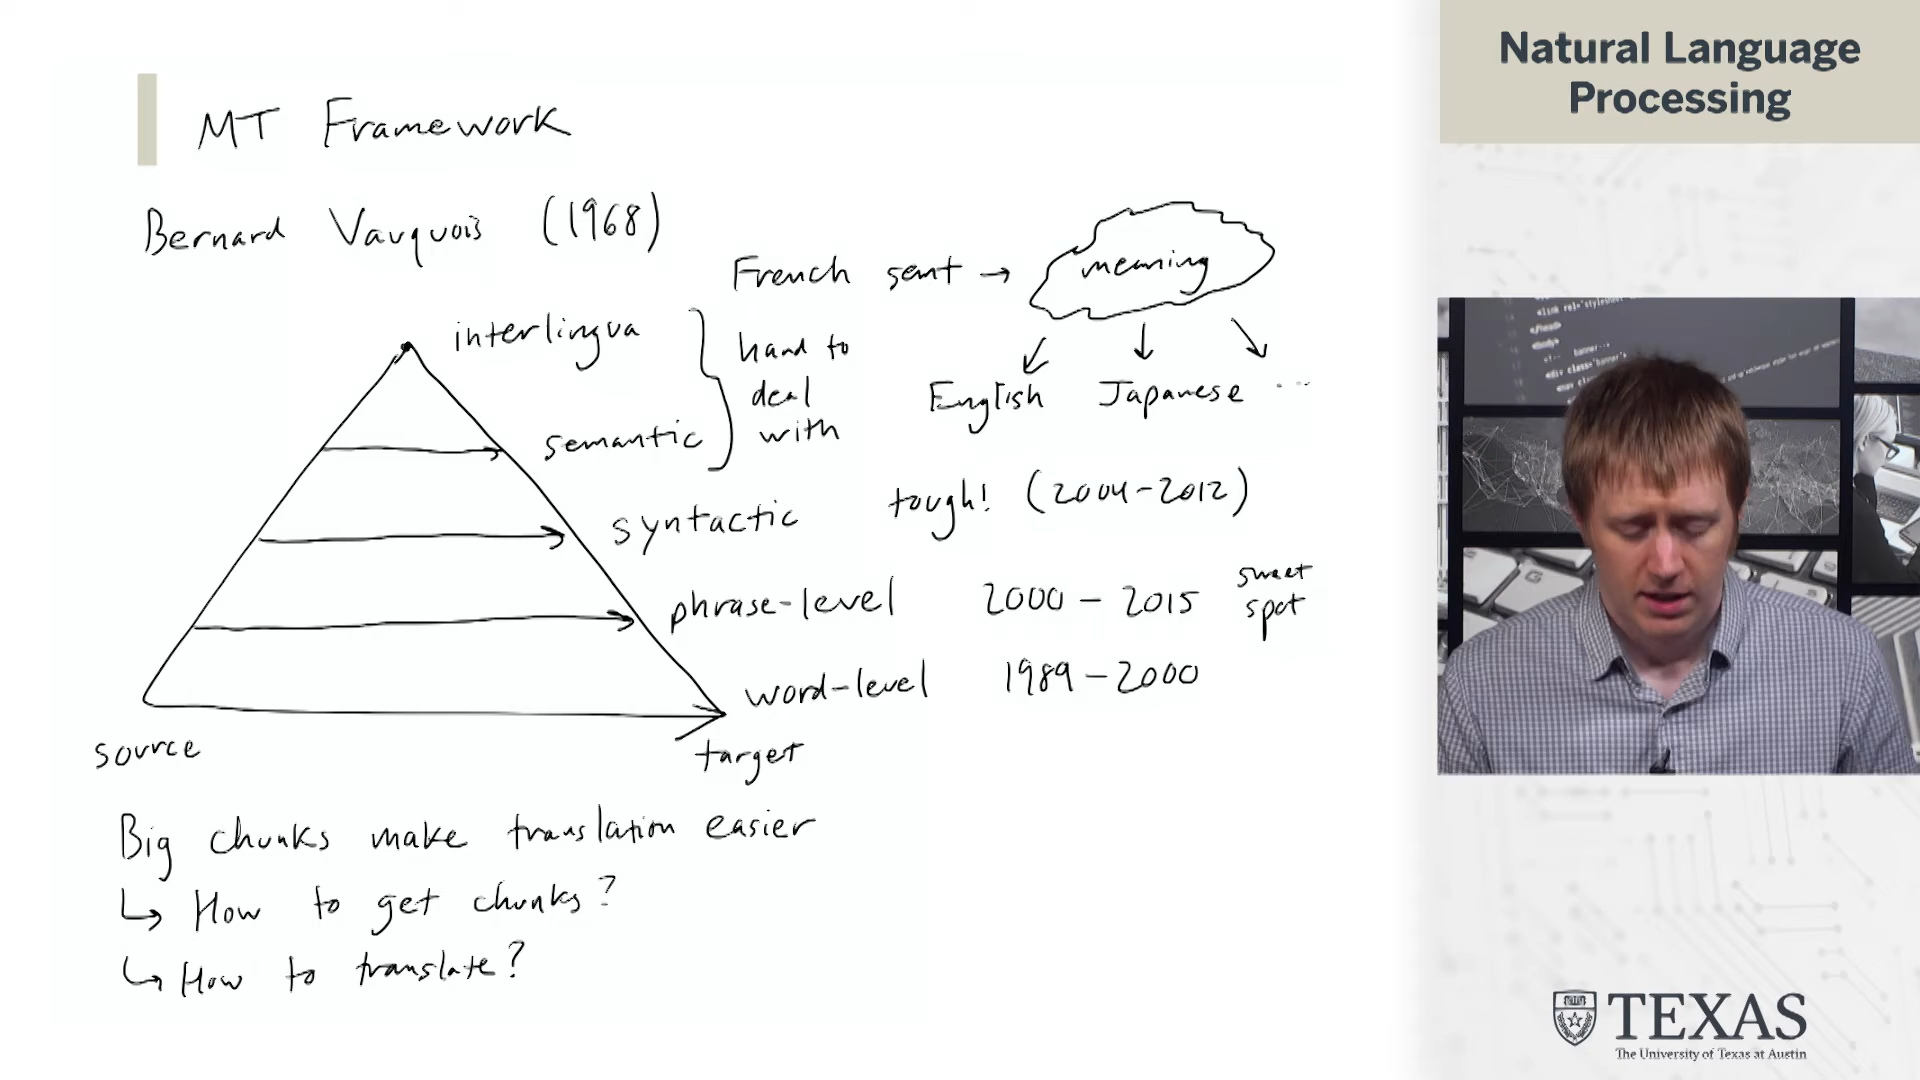 MT Framework
Bernard Vauquois (1968)
French sent → meaning
English Japanese ...
interlingua
semantic
hard to
deal
with
syntactic tough! (2004-2012)
phrase-level 2000 - 2015 sweet
spot
word-level 1989 - 2000
source
target
Big chunks make translation easier
↳ How to get chunks?
↳ How to translate?
Natural Language
Processing
TEXAS
The University of Texas at Austin